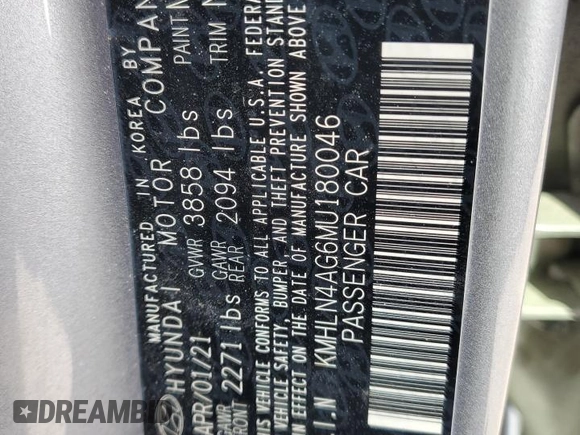 MANUFACTURED IN KOREA BY
HYUNDAI MOTOR COMPAN
APR/01/21 GVWR 3858 lbs PAINT
GAWR FRONT 2271 lbs GAWR REAR 2094 lbs TRIM
THIS VEHICLE CONFORMS TO ALL APPLICABLE U.S.A. FEDERA
VEHICLE SAFETY, BUMPER, AND THEFT PREVENTION STAND
IN EFFECT ON THE DATE OF MANUFACTURE SHOWN ABOVE
V.I.N KMHLN4AG6MU180046
PASSENGER CAR
DREAMBID